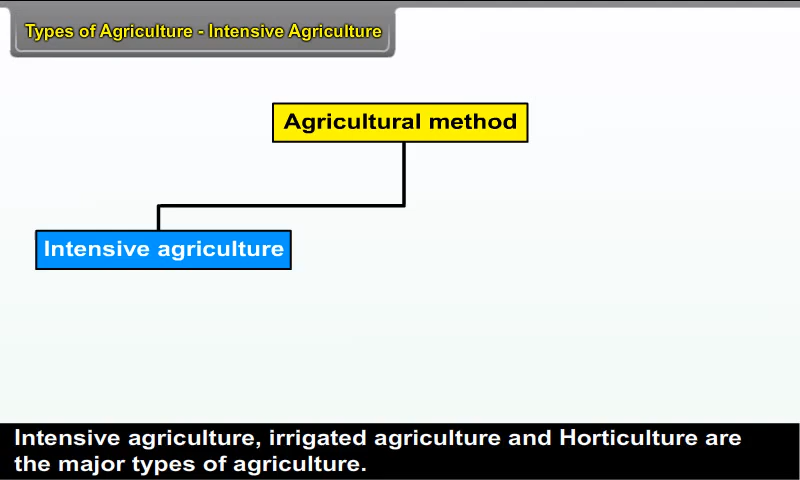 Types of Agriculture - Intensive Agriculture
Agricultural method
Intensive agriculture
Intensive agriculture, irrigated agriculture and Horticulture are
the major types of agriculture.